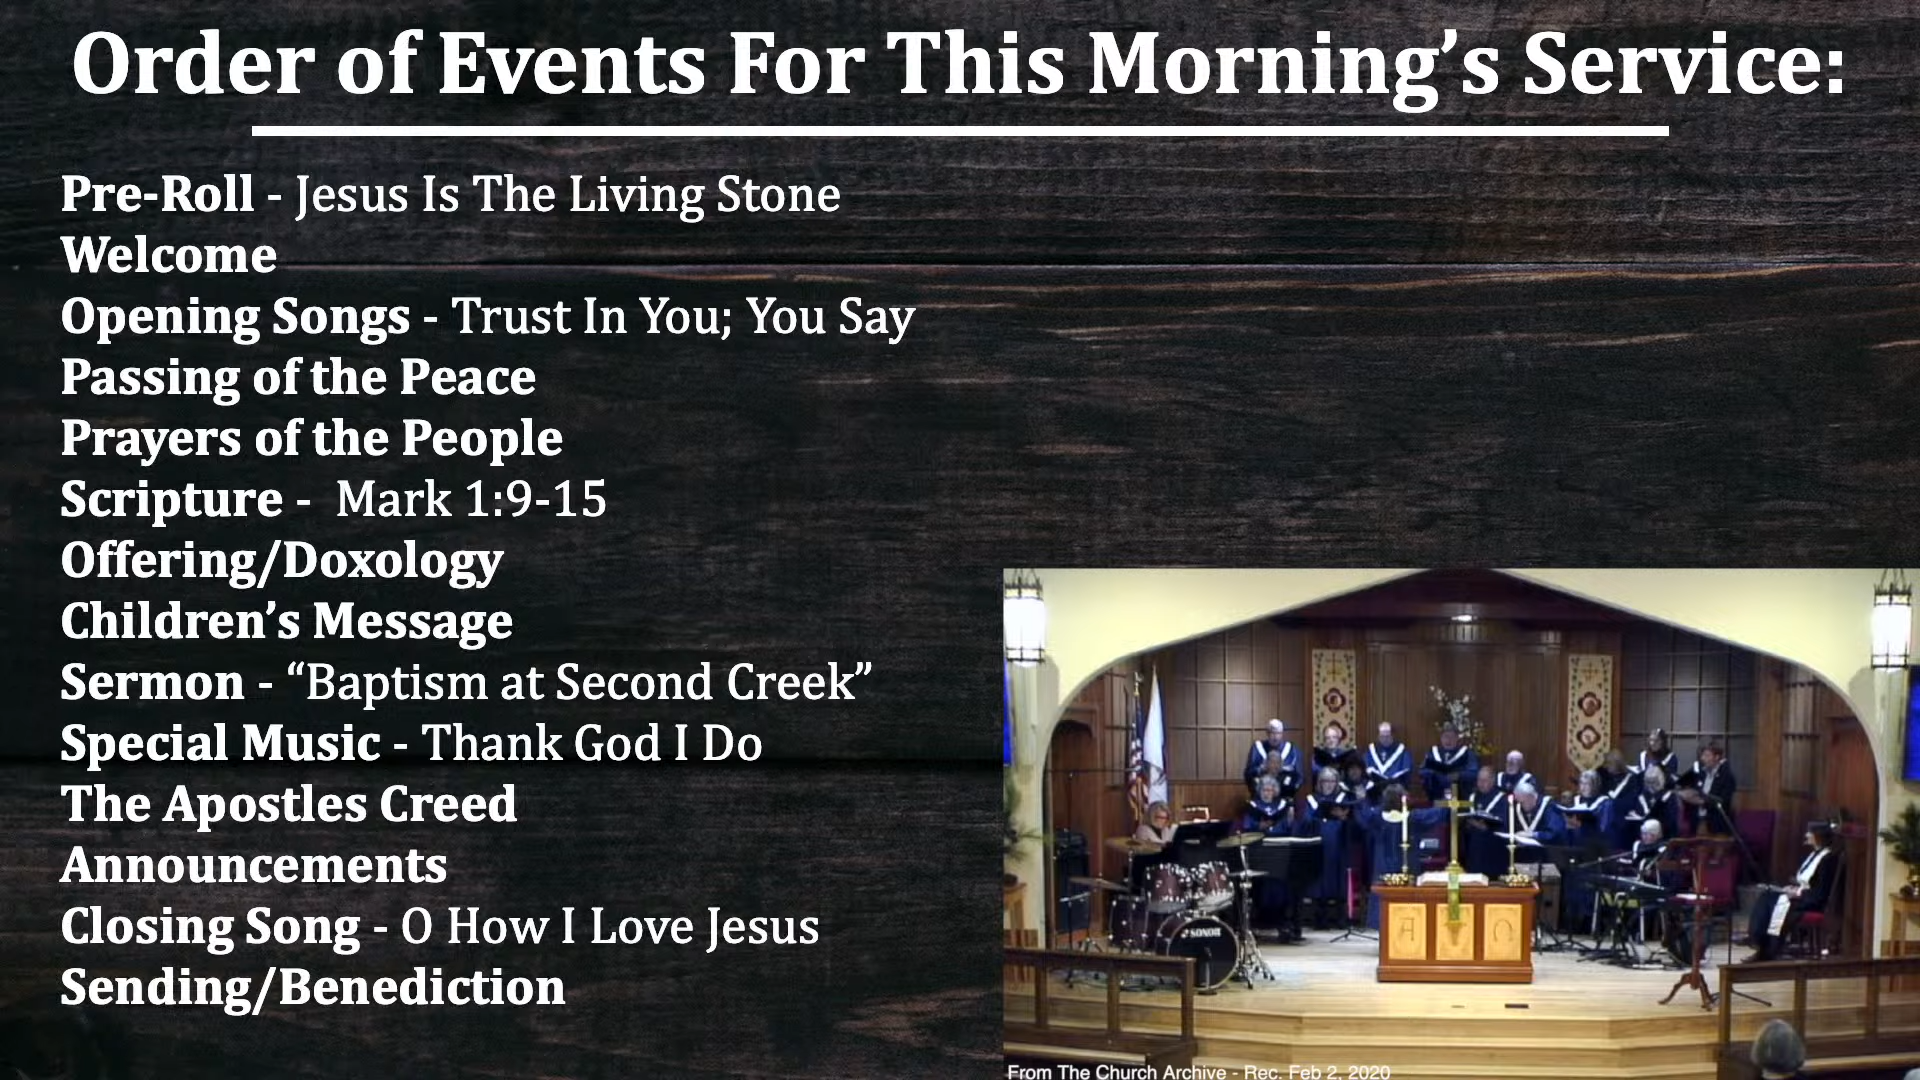 Order of Events For This Morning’s Service:
Pre-Roll - Jesus Is The Living Stone
Welcome
Opening Songs - Trust In You; You Say
Passing of the Peace
Prayers of the People
Scripture -  Mark 1:9-15
Offering/Doxology
Children’s Message
Sermon - “Baptism at Second Creek”
Special Music - Thank God I Do
The Apostles Creed
Announcements
Closing Song - O How I Love Jesus
Sending/Benediction
SONOR
A Ω
From The Church Archive - Rec. Feb 2, 2020